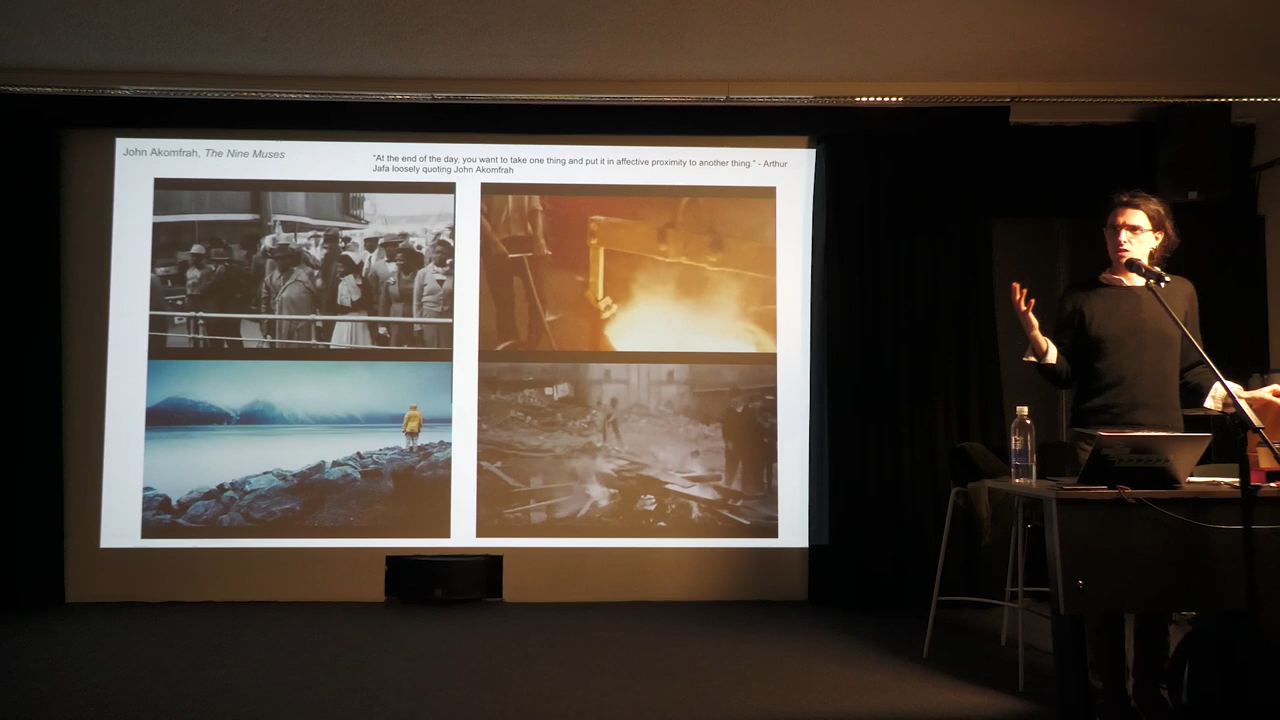 John Akomfrah, The Nine Muses
"At the end of the day, you want to take one thing and put it in affective proximity to another thing." - Arthur
Jafa loosely quoting John Akomfrah